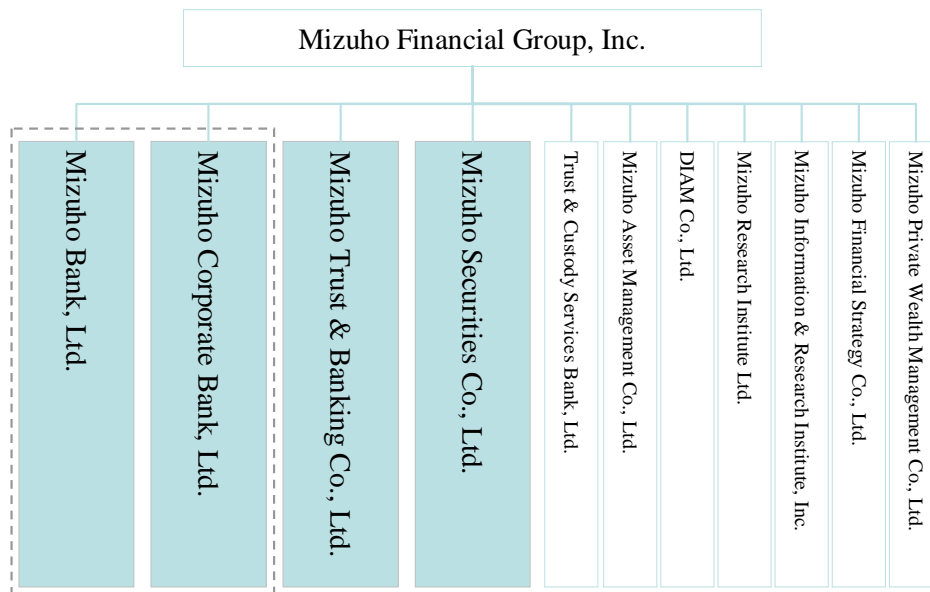 Mizuho Financial Group, Inc.
Mizuho Bank, Ltd.
Mizuho Corporate Bank, Ltd.
Mizuho Trust & Banking Co., Ltd.
Mizuho Securities Co., Ltd.
Trust & Custody Services Bank, Ltd.
Mizuho Asset Management Co., Ltd.
DIAM Co., Ltd.
Mizuho Research Institute Ltd.
Mizuho Information & Research Institute, Inc.
Mizuho Financial Strategy Co., Ltd.
Mizuho Private Wealth Management Co., Ltd.